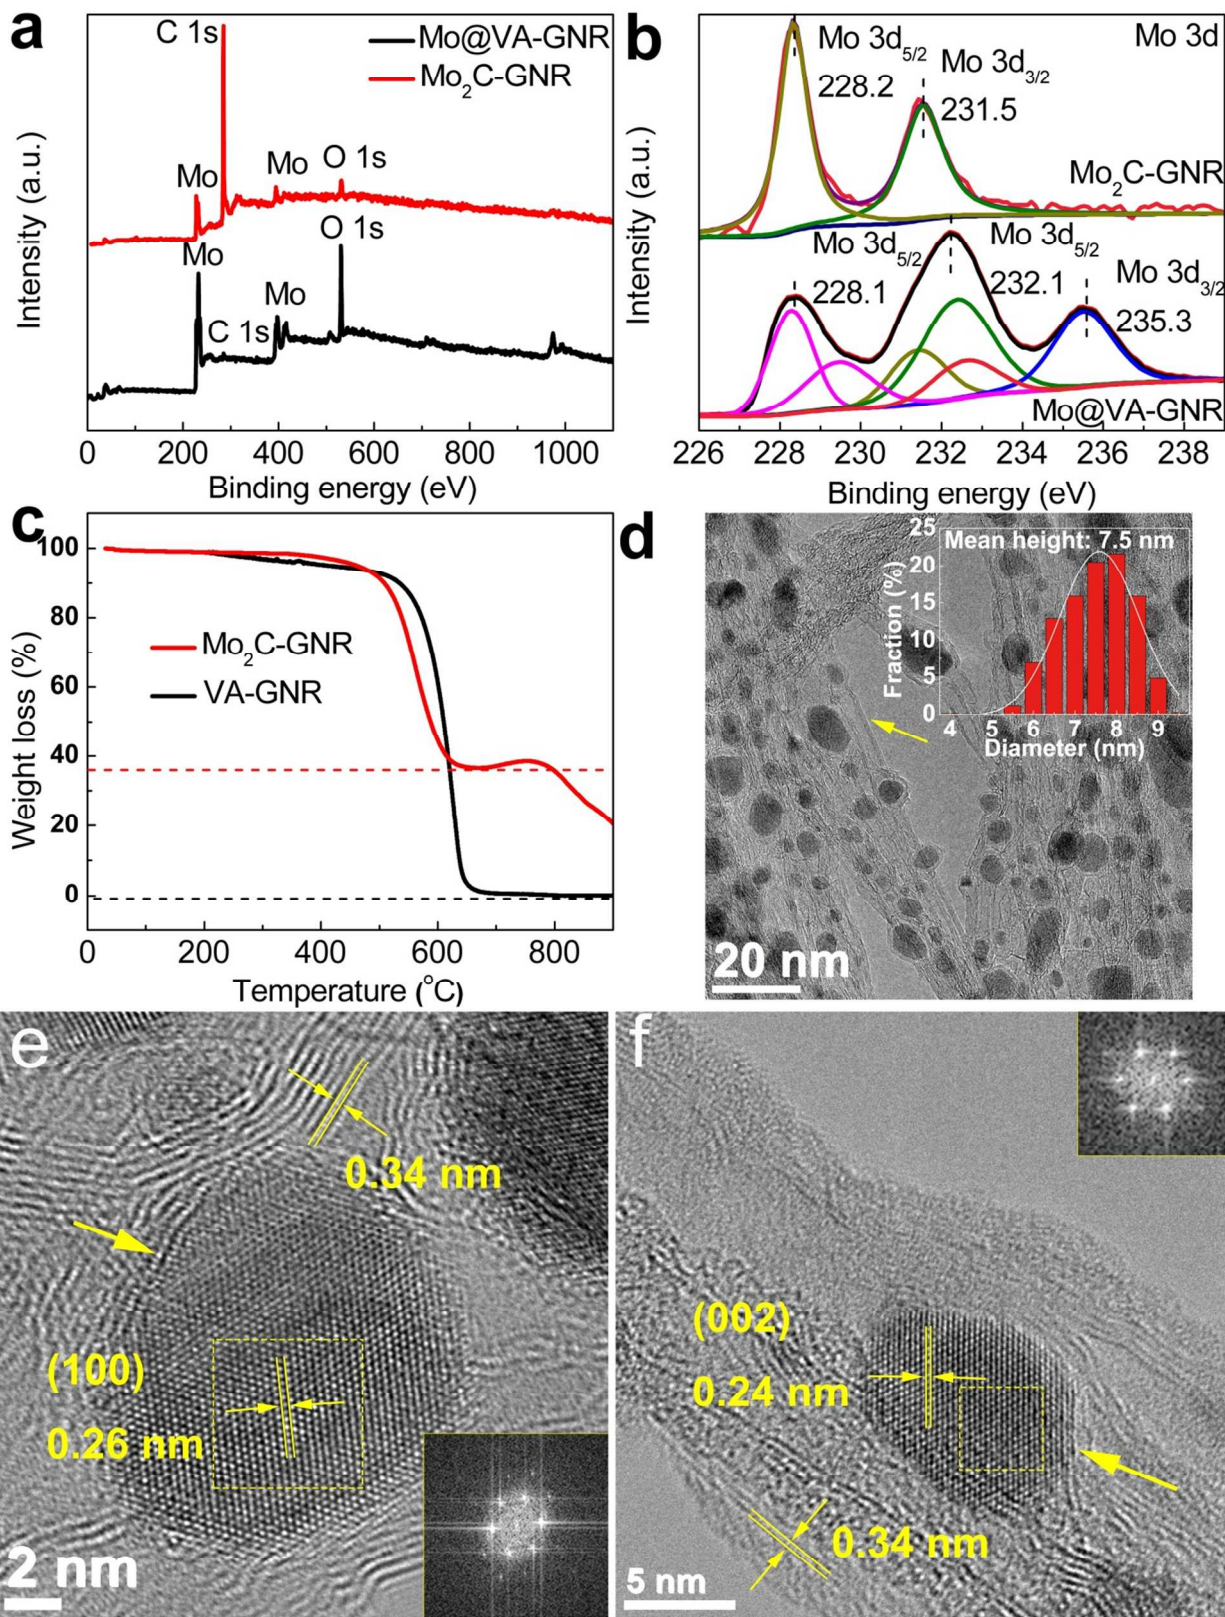 a
C 1s
Mo@VA-GNR
Mo2C-GNR
Mo
Mo
O 1s
Mo
C 1s
Mo
O 1s
Intensity (a.u.)
0 200 400 600 800 1000
Binding energy (eV)
b
Mo 3d5/2
228.2
Mo 3d3/2
231.5
Mo 3d
Mo2C-GNR
Mo 3d5/2
228.1
Mo 3d5/2
232.1
Mo 3d3/2
235.3
Mo@VA-GNR
Intensity (a.u.)
226 228 230 232 234 236 238
Binding energy (eV)
c
100
80
60
40
20
0
Weight loss (%)
Mo2C-GNR
VA-GNR
0 200 400 600 800
Temperature (°C)
d
25
20
15
10
5
0
Fraction (%)
Mean height: 7.5 nm
4 5 6 7 8 9
Diameter (nm)
20 nm
e
0.34 nm
(100)
0.26 nm
2 nm
f
(002)
0.24 nm
0.34 nm
5 nm